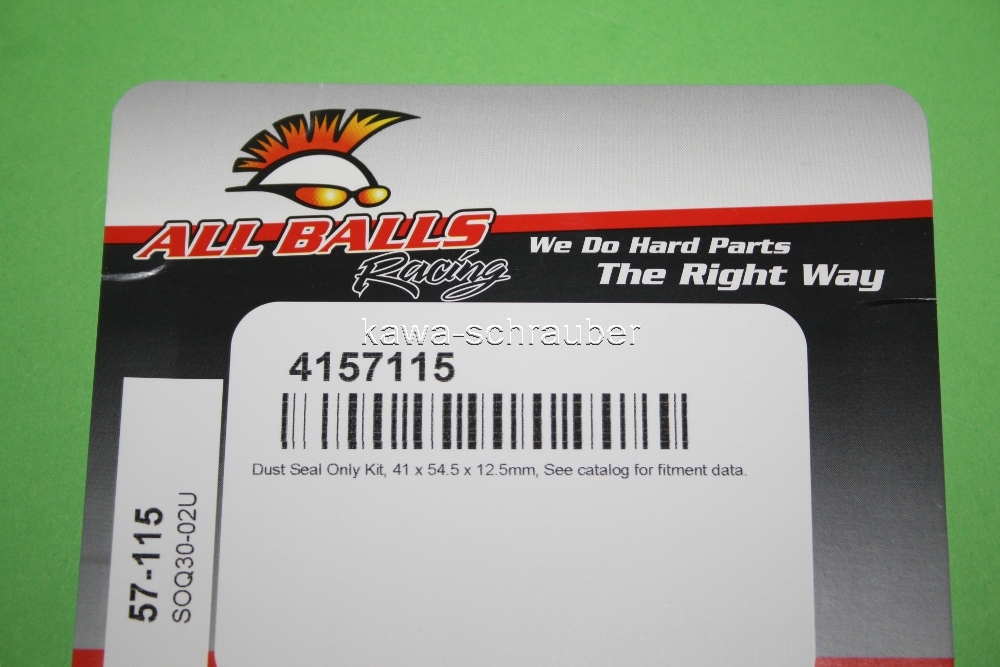 ALL BALLS
Racing
We Do Hard Parts
The Right Way
kawa-schrauber
4157115
Dust Seal Only Kit, 41 x 54.5 x 12.5mm, See catalog for fitment data.
57-115
SOQ30-02U